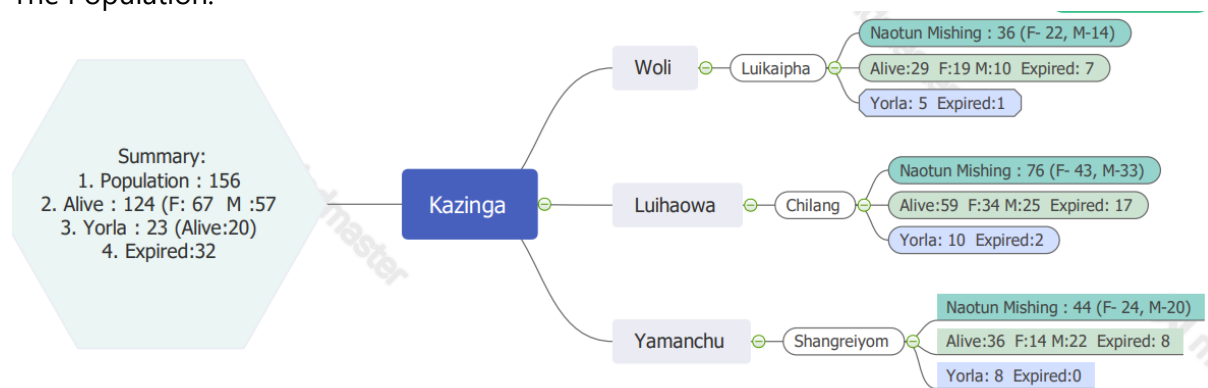 The Population:
Summary:
1. Population : 156
2. Alive : 124 (F: 67 M :57
3. Yorla : 23 (Alive:20)
4. Expired:32
Kazinga
Woli
Luikaipha
Naotun Mishing : 36 (F- 22, M-14)
Alive:29 F:19 M:10 Expired: 7
Yorla: 5 Expired:1
Luihaowa
Chilang
Naotun Mishing : 76 (F- 43, M-33)
Alive:59 F:34 M:25 Expired: 17
Yorla: 10 Expired:2
Yamanchu
Shangreiyom
Naotun Mishing : 44 (F- 24, M-20)
Alive:36 F:14 M:22 Expired: 8
Yorla: 8 Expired:0